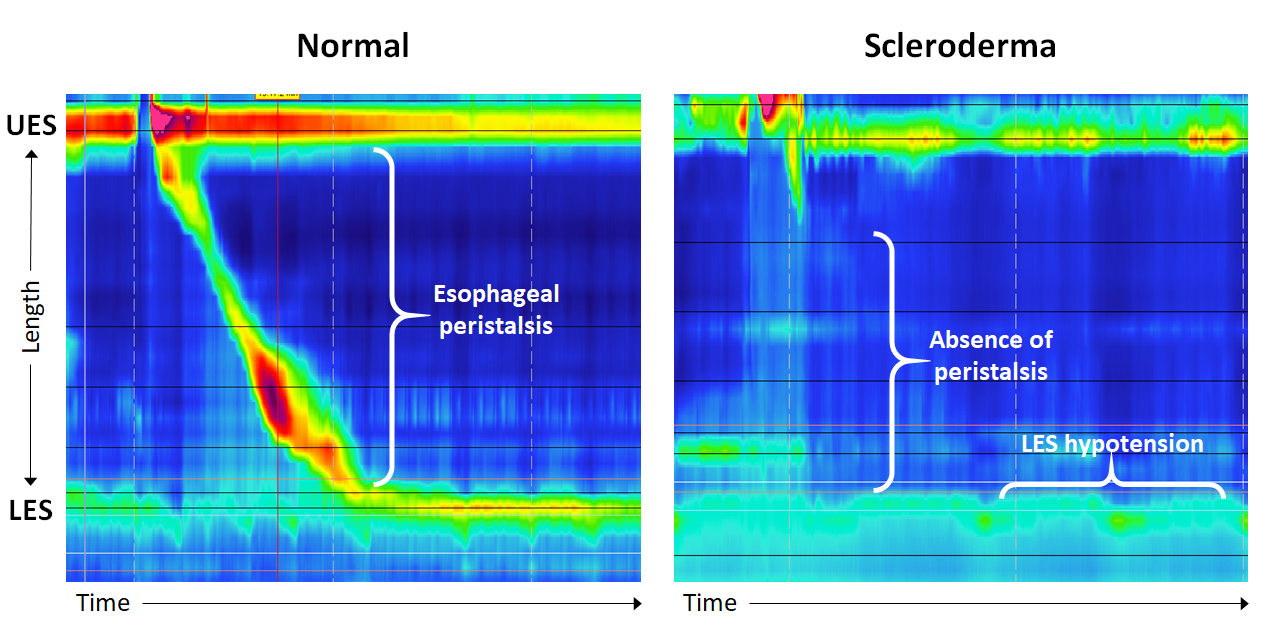 Normal
Scleroderma
UES
Length
LES
Esophageal
peristalsis
Absence of
peristalsis
LES hypotension
Time
Time